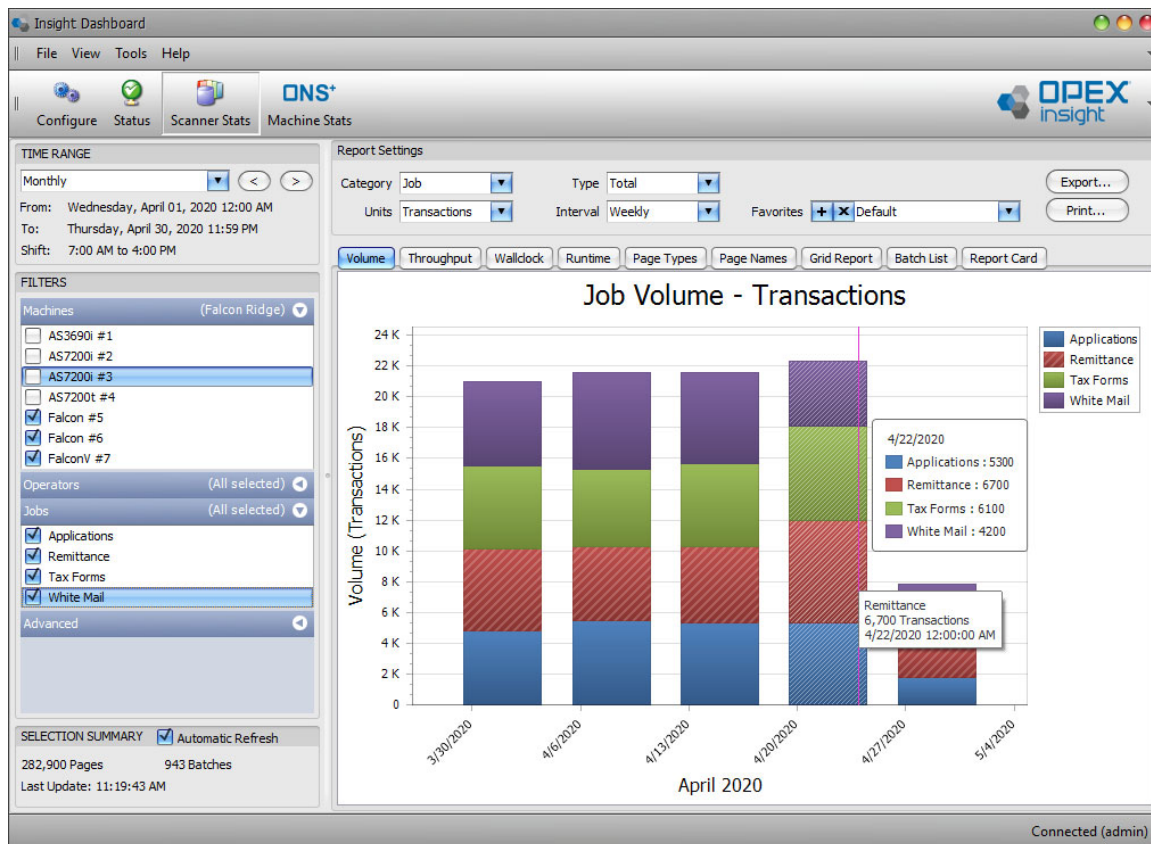 Insight Dashboard
File View Tools Help
Configure Status Scanner Stats ONS+ Machine Stats
OPEX insight
TIME RANGE
Monthly < >
From: Wednesday, April 01, 2020 12:00 AM
To: Thursday, April 30, 2020 11:59 PM
Shift: 7:00 AM to 4:00 PM
FILTERS
Machines (Falcon Ridge)
AS3690i #1
AS7200i #2
AS7200i #3
AS7200t #4
Falcon #5
Falcon #6
FalconV #7
Operators (All selected)
Jobs (All selected)
Applications
Remittance
Tax Forms
White Mail
Advanced
SELECTION SUMMARY Automatic Refresh
282,900 Pages 943 Batches
Last Update: 11:19:43 AM
Report Settings
Category Job Type Total Export...
Units Transactions Interval Weekly Favorites + x Default Print...
Volume Throughput Wallclock Runtime Page Types Page Names Grid Report Batch List Report Card
Job Volume - Transactions
Volume (Transactions)
24 K
22 K
20 K
18 K
16 K
14 K
12 K
10 K
8 K
6 K
4 K
2 K
0
3/30/2020 4/6/2020 4/13/2020 4/20/2020 4/27/2020 5/4/2020
April 2020
Applications
Remittance
Tax Forms
White Mail
4/22/2020
Applications : 5300
Remittance : 6700
Tax Forms : 6100
White Mail : 4200
Remittance
6,700 Transactions
4/22/2020 12:00:00 AM
Connected (admin)